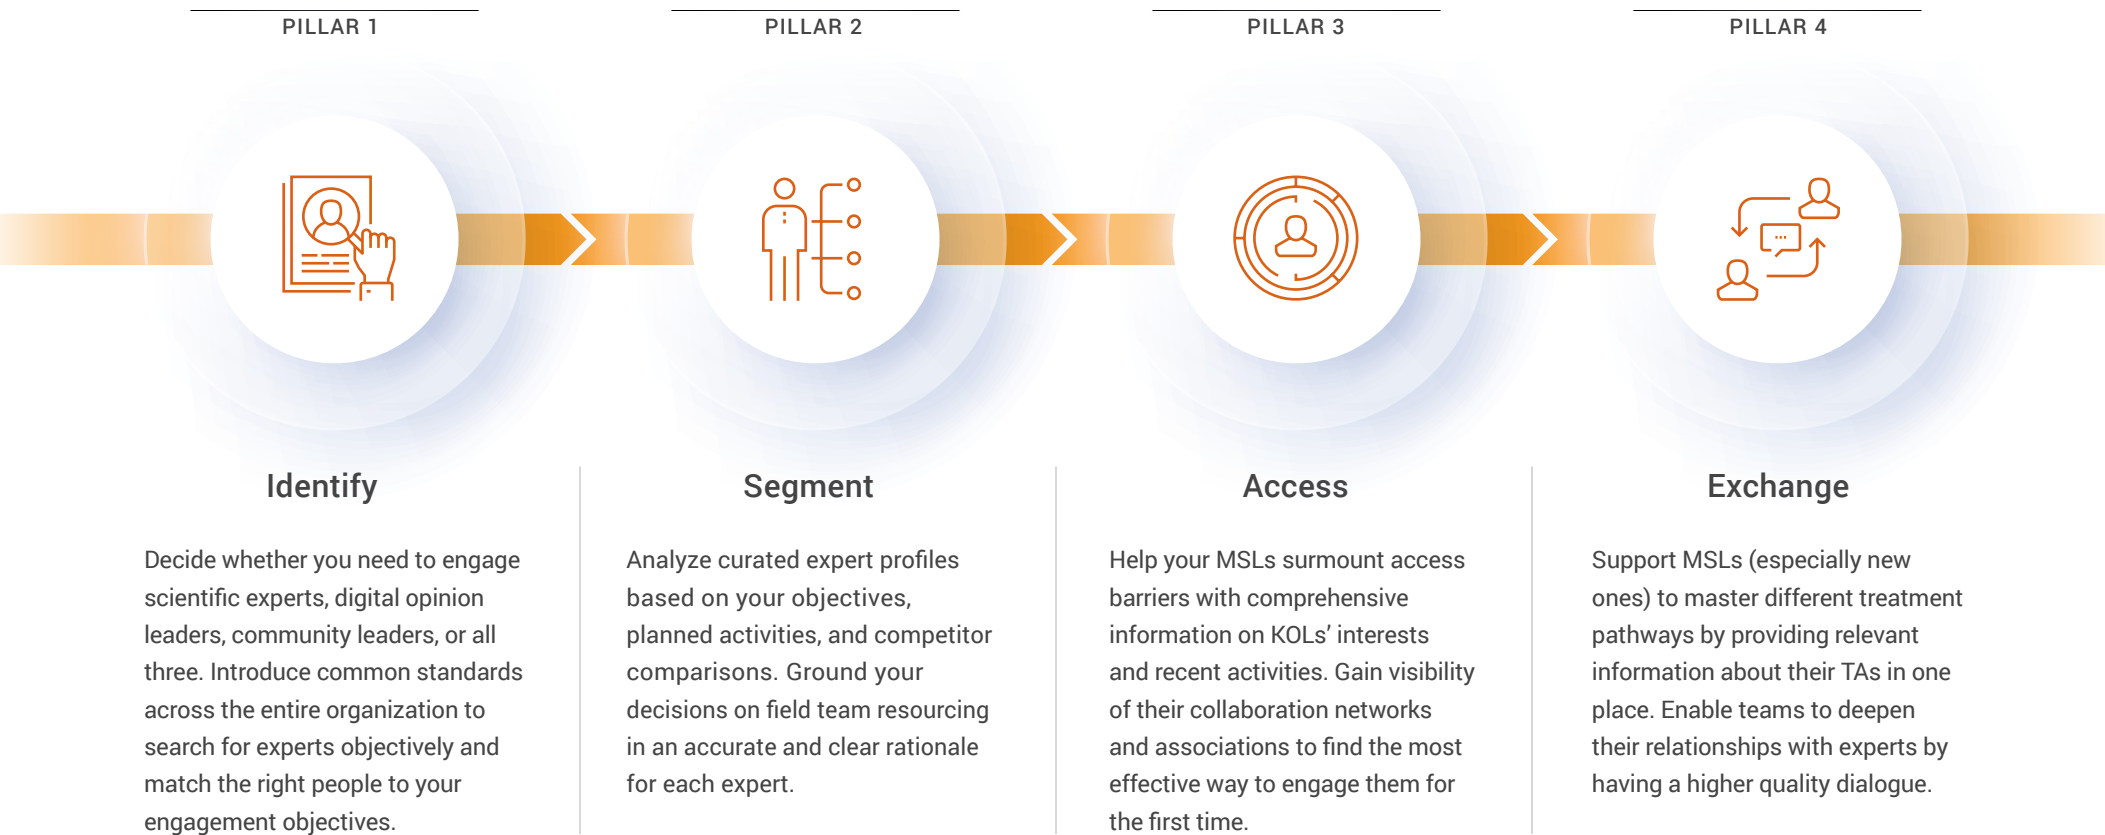 PILLAR 1
PILLAR 2
PILLAR 3
PILLAR 4
Identify
Decide whether you need to engage
scientific experts, digital opinion
leaders, community leaders, or all
three. Introduce common standards
across the entire organization to
search for experts objectively and
match the right people to your
engagement objectives.
Segment
Analyze curated expert profiles
based on your objectives,
planned activities, and competitor
comparisons. Ground your
decisions on field team resourcing
in an accurate and clear rationale
for each expert.
Access
Help your MSLs surmount access
barriers with comprehensive
information on KOLs’ interests
and recent activities. Gain visibility
of their collaboration networks
and associations to find the most
effective way to engage them for
the first time.
Exchange
Support MSLs (especially new
ones) to master different treatment
pathways by providing relevant
information about their TAs in one
place. Enable teams to deepen
their relationships with experts by
having a higher quality dialogue.